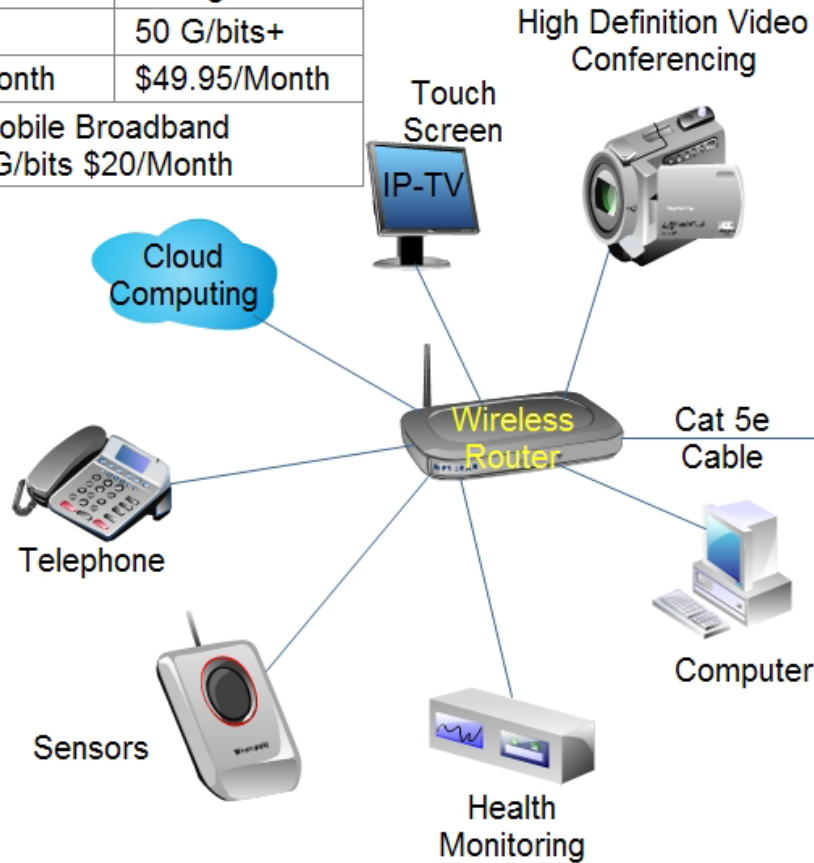 50 G/bits+
onth $49.95/Month
obile Broadband
G/bits $20/Month
High Definition Video
Conferencing
Touch
Screen
IP-TV
Cloud
Computing
Wireless
Router
Cat 5e
Cable
Telephone
Computer
Sensors
Health
Monitoring